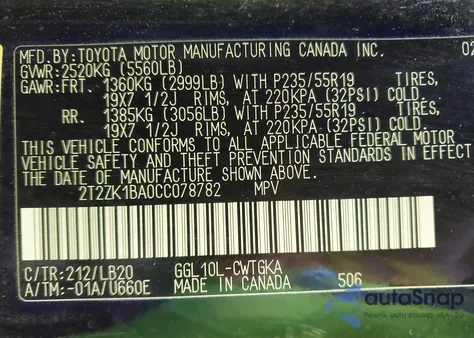 MFD.BY:TOYOTA MOTOR MANUFACTURING CANADA INC. 02
GVWR:2520KG (5560LB)
GAWR:FRT. 1360KG (2999LB) WITH P235/55R19 TIRES,
19X7 1/2J RIMS, AT 220KPA (32PSI) COLD.
RR. 1385KG (3056LB) WITH P235/55R19 TIRES,
19X7 1/2J RIMS, AT 220KPA (32PSI) COLD.
THIS VEHICLE CONFORMS TO ALL APPLICABLE FEDERAL MOTOR
VEHICLE SAFETY AND THEFT PREVENTION STANDARDS IN EFFECT
DATE OF MANUFACTURE SHOWN ABOVE.
2T2ZK1BA0CC078782 MPV
C/TR:212/LB20 GGL10L-CWTGKA
A/TM:-01A/U660E MADE IN CANADA 506
autoSnap